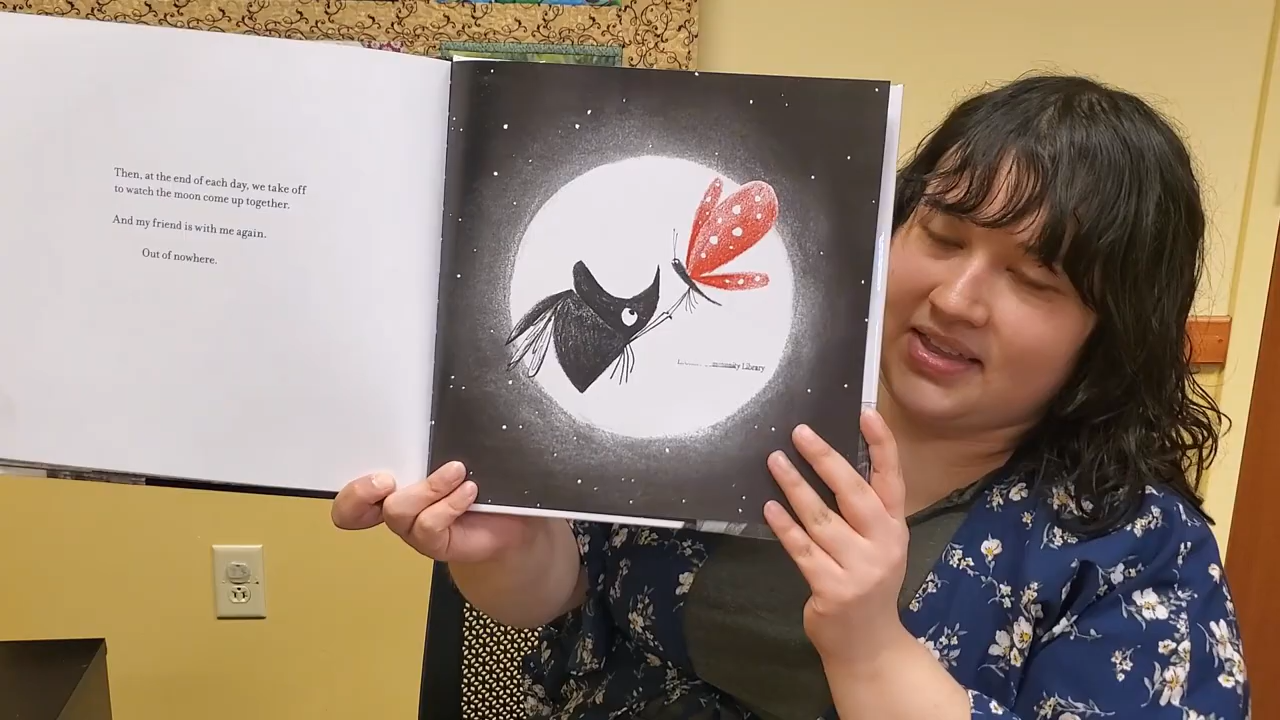 Then, at the end of each day, we take off
to watch the moon come up together.
And my friend is with me again.
Out of nowhere.
Library